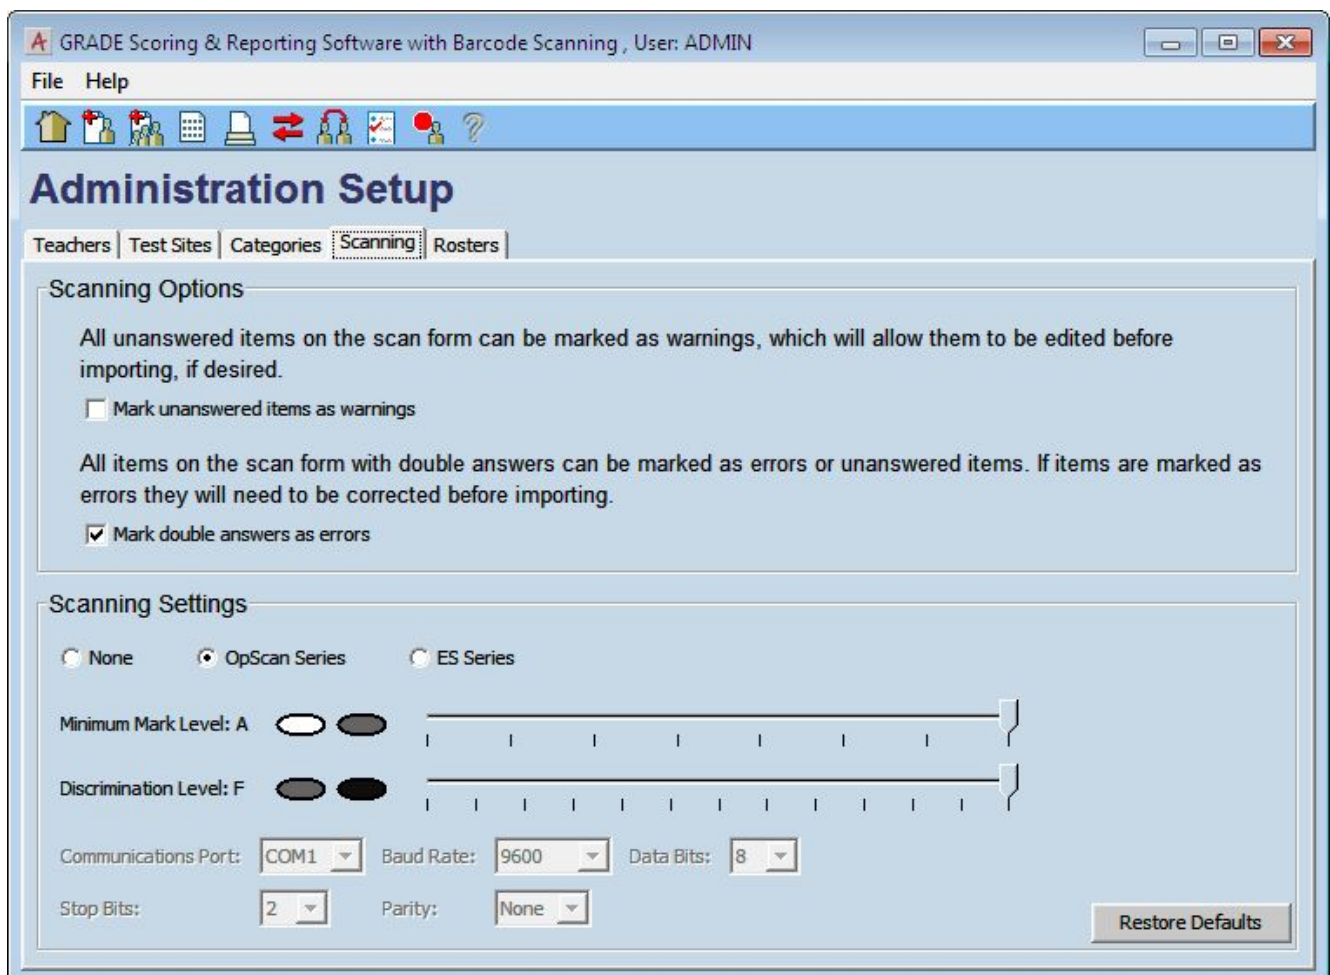 GRADE Scoring & Reporting Software with Barcode Scanning , User: ADMIN
File Help
Administration Setup
Teachers Test Sites Categories Scanning Rosters
Scanning Options
All unanswered items on the scan form can be marked as warnings, which will allow them to be edited before
importing, if desired.
Mark unanswered items as warnings
All items on the scan form with double answers can be marked as errors or unanswered items. If items are marked as
errors they will need to be corrected before importing.
Mark double answers as errors
Scanning Settings
None OpScan Series ES Series
Minimum Mark Level: A
Discrimination Level: F
Communications Port: COM1 Baud Rate: 9600 Data Bits: 8
Stop Bits: 2 Parity: None
Restore Defaults